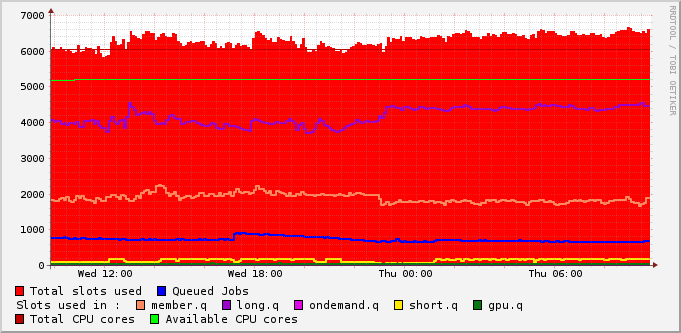 7000
6000
5000
4000
3000
2000
1000
0
Wed 12:00 Wed 18:00 Thu 00:00 Thu 06:00
RRDTOOL / TOBI OETIKER
Total slots used Queued Jobs
Slots used in : member.q long.q ondemand.q short.q gpu.q
Total CPU cores Available CPU cores